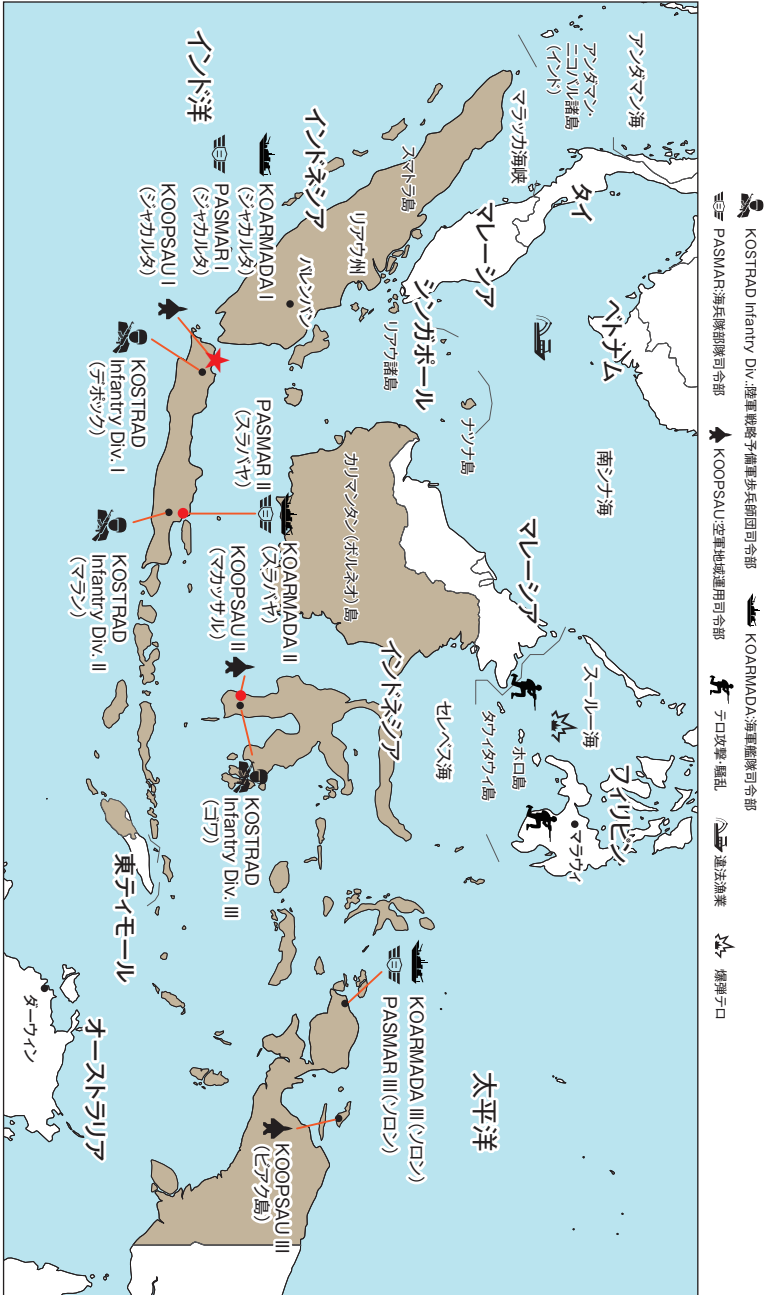 KOSTRAD Infantry Div.:陸軍戦略予備軍歩兵師団司令部
KOARMADA:海軍艦隊司令部
PASMAR:海兵隊部隊司令部
KOOPSAU:空軍地域運用司令部
テロ攻撃・騒乱
違法漁業
爆弾テロ
アンダマン海
アンダマン・
ニコバル諸島
(インド)
マラッカ海峡
タイ
ベトナム
南シナ海
マレーシア
シンガポール
リアウ諸島
ナツナ島
スマトラ島
リアウ州
パレンバン
インドネシア
インド洋
KOARMADA I
(ジャカルタ)
PASMAR I
(ジャカルタ)
KOOPSAU I
(ジャカルタ)
KOSTRAD
Infantry Div. I
(デポック)
カリマンタン(ボルネオ)島
マレーシア
PASMAR II
(スラバヤ)
KOARMADA II
(スラバヤ)
KOOPSAU II
(マカッサル)
KOSTRAD
Infantry Div. II
(マラン)
インドネシア
セレベス海
スールー海
タウィタウィ島
ホロ島
フィリピン
マラウィ
KOSTRAD
Infantry Div. III
(ゴワ)
東ティモール
太平洋
KOARMADA III(ソロン)
PASMAR III(ソロン)
KOOPSAU III
(ビアク島)
オーストラリア
ダーウィン